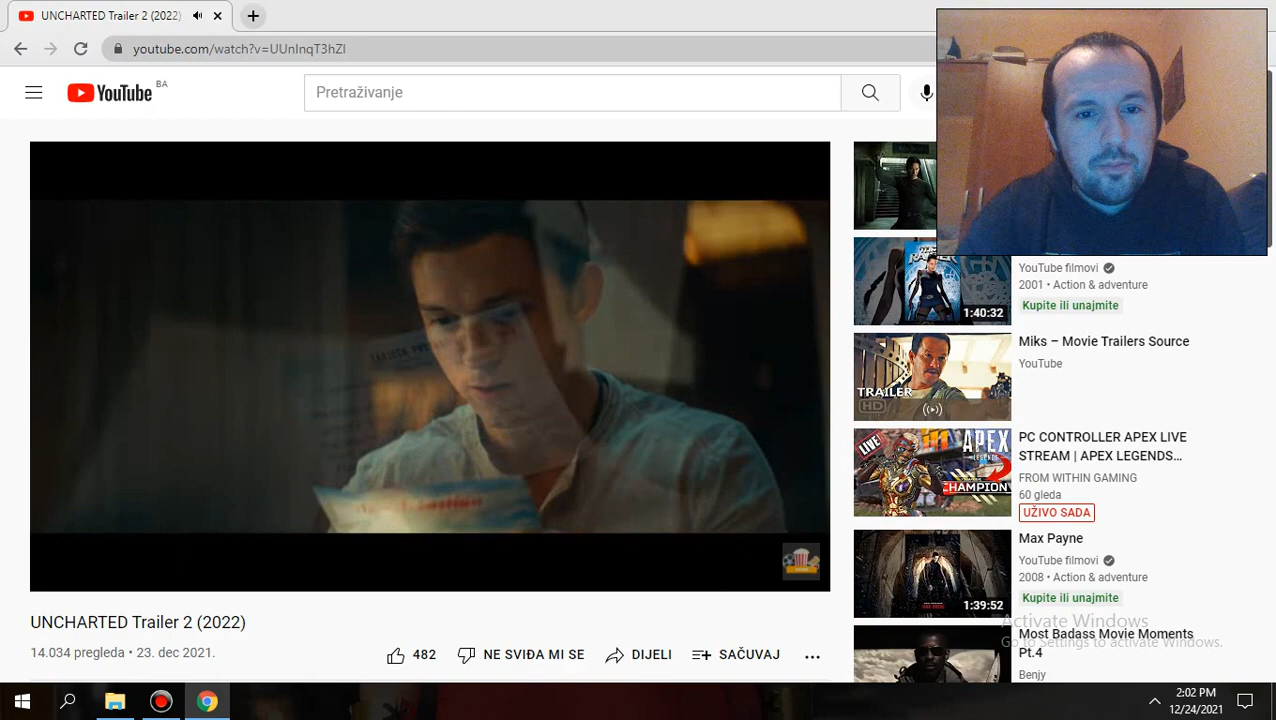 UNCHARTED Trailer 2 (2022)
youtube.com/watch?v=UUnInqT3hZI
YouTube BA
Pretraživanje
1:40:32
YouTube filmovi
2001 • Action & adventure
Kupite ili unajmite
TRAILER
HD
Miks – Movie Trailers Source
YouTube
LIVE
APEX
LEGENDS
CHAMPION
PC CONTROLLER APEX LIVE
STREAM | APEX LEGENDS…
FROM WITHIN GAMING
60 gleda
UŽIVO SADA
1:39:52
Max Payne
YouTube filmovi
2008 • Action & adventure
Kupite ili unajmite
Activate Windows
Go to Settings to activate Windows.
Most Badass Movie Moments
Pt.4
Benjy
UNCHARTED Trailer 2 (2022)
14.034 pregleda • 23. dec 2021.
482
NE SVIĐA MI SE
DIJELI
SAČUVAJ
2:02 PM
12/24/2021